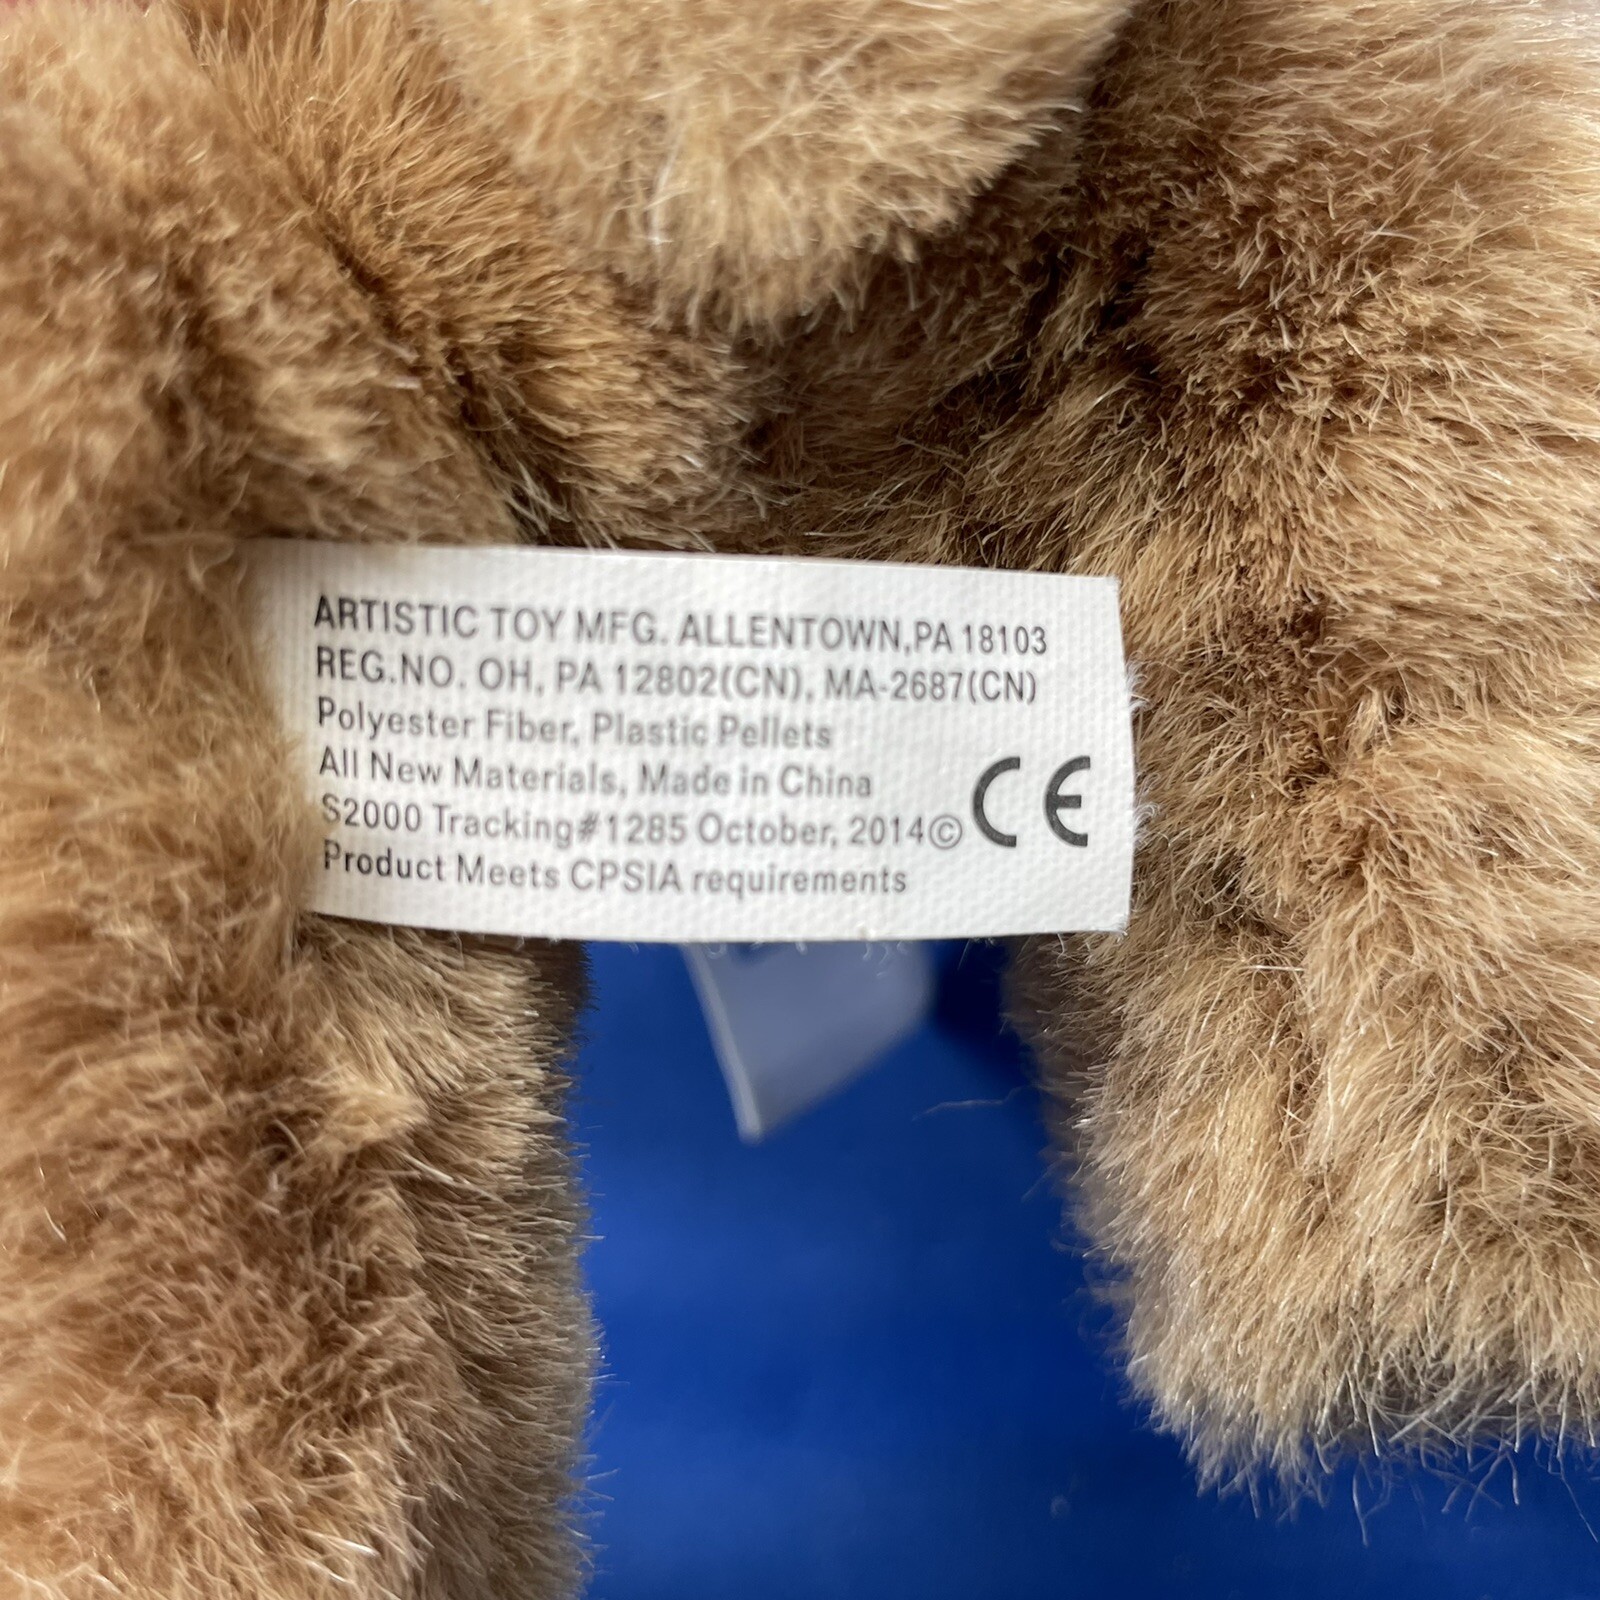 ARTISTIC TOY MFG. ALLENTOWN,PA 18103
REG.NO. OH, PA 12802(CN), MA-2687(CN)
Polyester Fiber, Plastic Pellets
All New Materials, Made in China
S2000 Tracking#1285 October, 2014©
CE
Product Meets CPSIA requirements